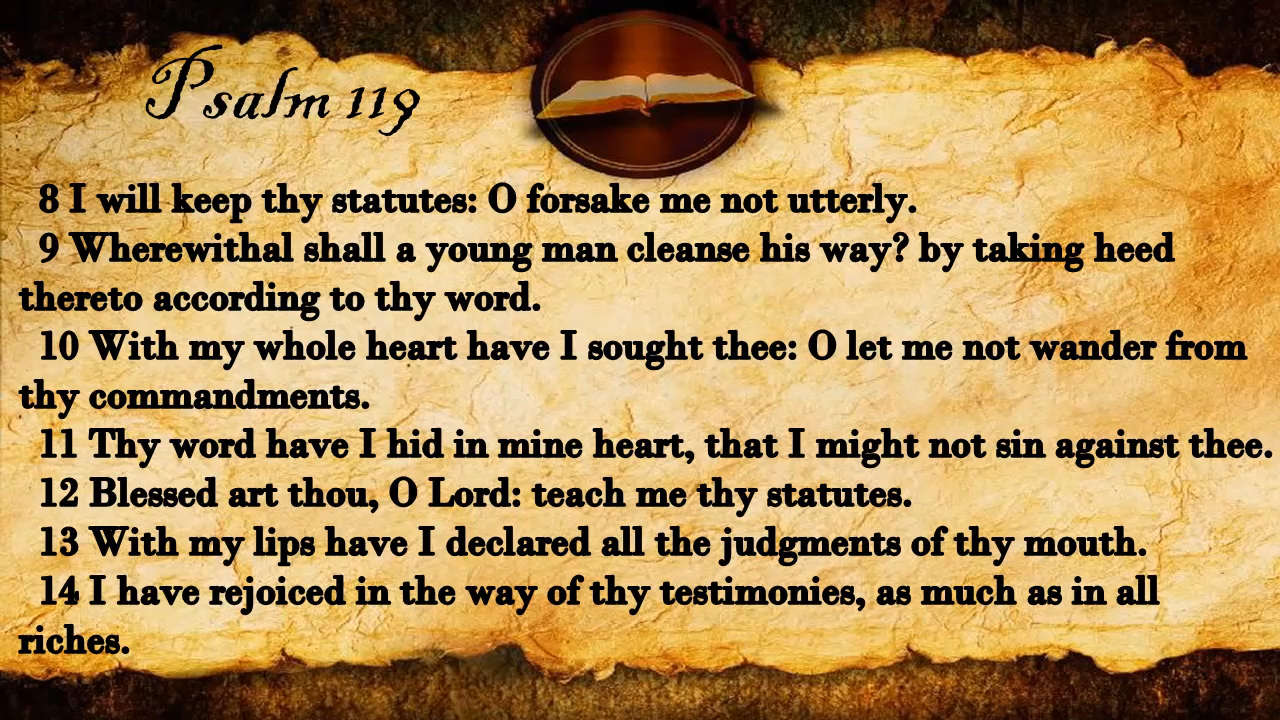 Psalm 119
8 I will keep thy statutes: O forsake me not utterly.
9 Wherewithal shall a young man cleanse his way? by taking heed
thereto according to thy word.
10 With my whole heart have I sought thee: O let me not wander from
thy commandments.
11 Thy word have I hid in mine heart, that I might not sin against thee.
12 Blessed art thou, O Lord: teach me thy statutes.
13 With my lips have I declared all the judgments of thy mouth.
14 I have rejoiced in the way of thy testimonies, as much as in all
riches.